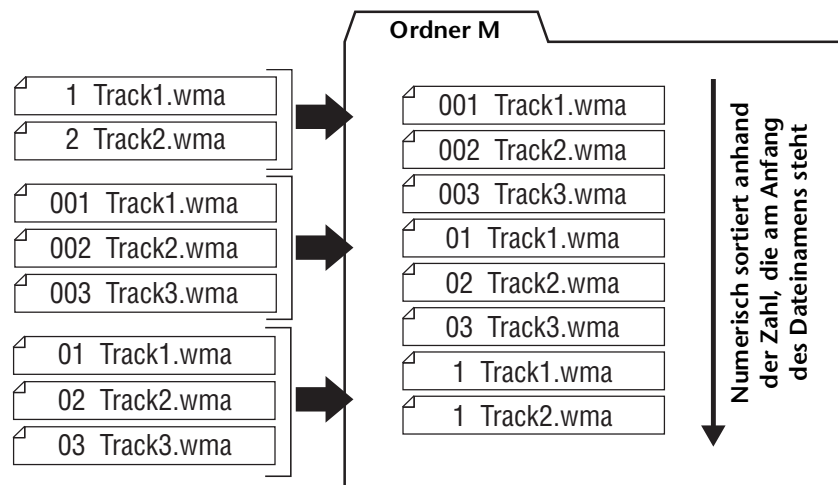 Ordner M
1 Track1.wma
2 Track2.wma
001 Track1.wma
002 Track2.wma
003 Track3.wma
01 Track1.wma
02 Track2.wma
03 Track3.wma
001 Track1.wma
002 Track2.wma
003 Track3.wma
01 Track1.wma
02 Track2.wma
03 Track3.wma
1 Track1.wma
1 Track2.wma
Numerisch sortiert anhand
der Zahl, die am Anfang
des Dateinamens steht